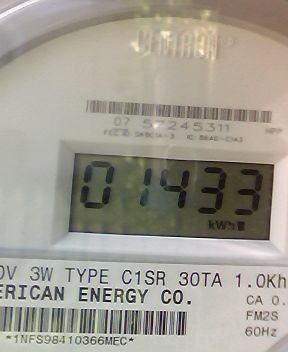 CENTRON
07 57245311
01433
kWh
0V 3W TYPE C1SR 30TA 1.0Kh
ERICAN ENERGY CO.
CA 0.
FM2S
60Hz
*1NFS98410366MEC*